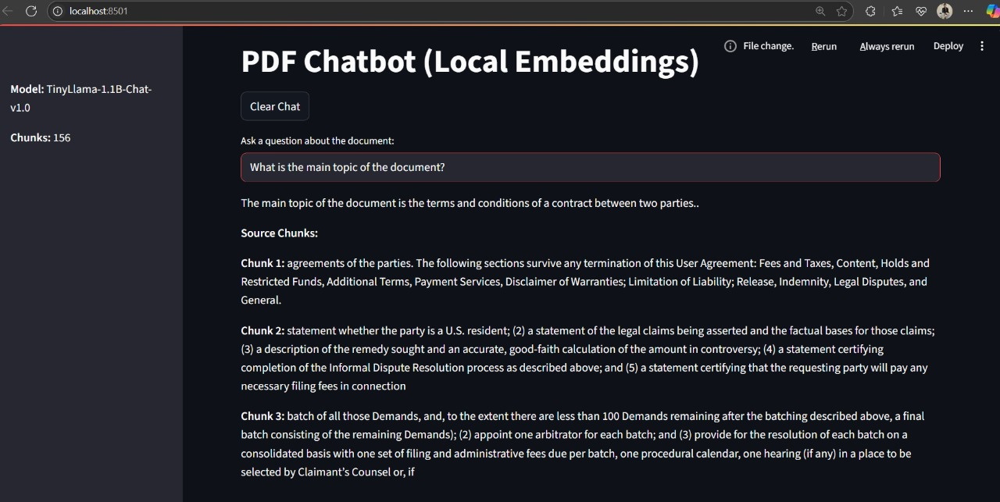 localhost:8501
File change.
Rerun
Always rerun
Deploy
Model: TinyLlama-1.1B-Chat-
v1.0
Chunks: 156
PDF Chatbot (Local Embeddings)
Clear Chat
Ask a question about the document:
What is the main topic of the document?
The main topic of the document is the terms and conditions of a contract between two parties..
Source Chunks:
Chunk 1: agreements of the parties. The following sections survive any termination of this User Agreement: Fees and Taxes, Content, Holds and
Restricted Funds, Additional Terms, Payment Services, Disclaimer of Warranties; Limitation of Liability; Release, Indemnity, Legal Disputes, and
General.
Chunk 2: statement whether the party is a U.S. resident; (2) a statement of the legal claims being asserted and the factual bases for those claims;
(3) a description of the remedy sought and an accurate, good-faith calculation of the amount in controversy; (4) a statement certifying
completion of the Informal Dispute Resolution process as described above; and (5) a statement certifying that the requesting party will pay any
necessary filing fees in connection
Chunk 3: batch of all those Demands, and, to the extent there are less than 100 Demands remaining after the batching described above, a final
batch consisting of the remaining Demands); (2) appoint one arbitrator for each batch; and (3) provide for the resolution of each batch on a
consolidated basis with one set of filing and administrative fees due per batch, one procedural calendar, one hearing (if any) in a place to be
selected by Claimant’s Counsel or, if